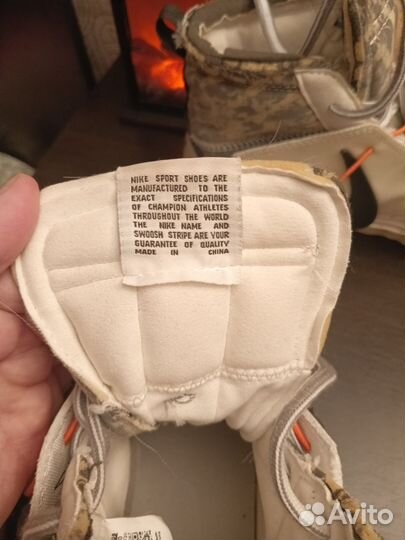 NIKE SPORT SHOES ARE
MANUFACTURED TO THE
EXACT SPECIFICATIONS
OF CHAMPION ATHLETES
THROUGHOUT THE WORLD
THE NIKE NAME AND
SWOOSH STRIPE ARE YOUR
GUARANTEE OF QUALITY
MADE IN CHINA
Avito